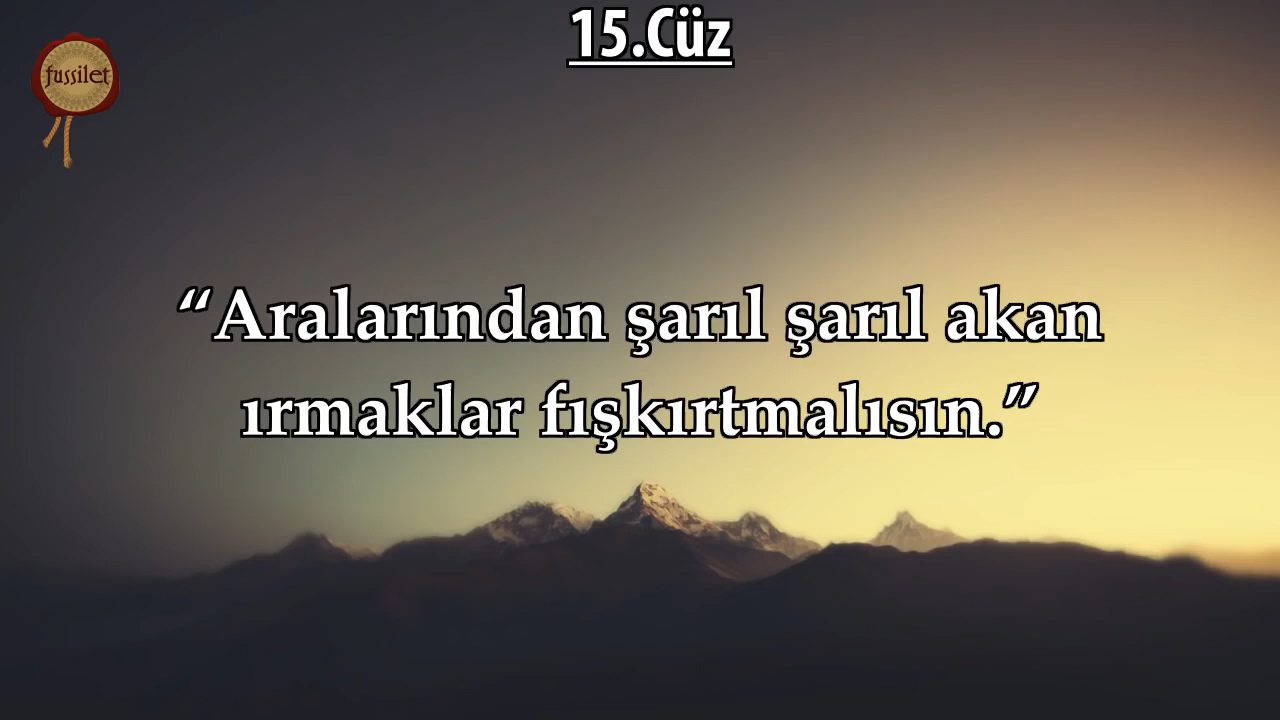 15.Cüz
fussilet
“Aralarından şarıl şarıl akan
ırmaklar fışkırtmalısın.”